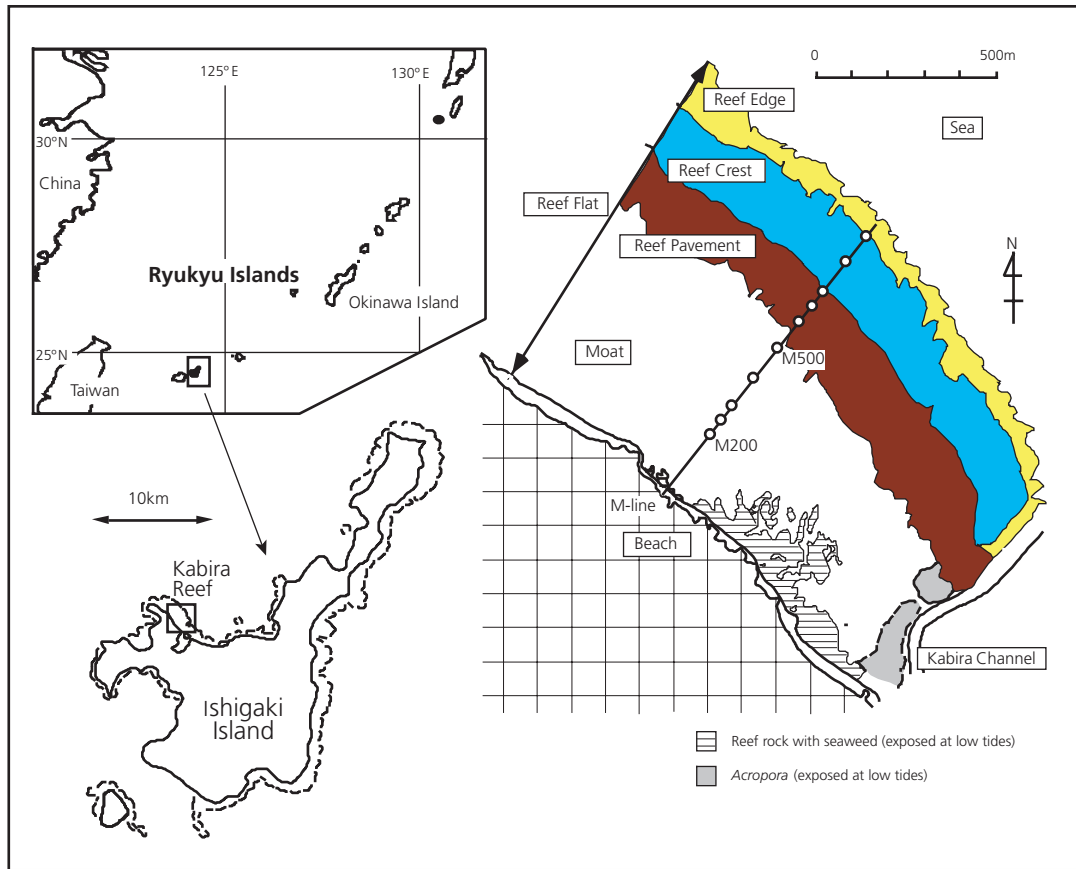 125°E
130°E
30°N
China
Ryukyu Islands
Okinawa Island
25°N
Taiwan
10km
Kabira
Reef
Ishigaki
Island
0
500m
Reef Edge
Sea
Reef Crest
Reef Flat
Reef Pavement
N
Moat
M500
M200
M-line
Beach
Kabira Channel
Reef rock with seaweed (exposed at low tides)
Acropora (exposed at low tides)